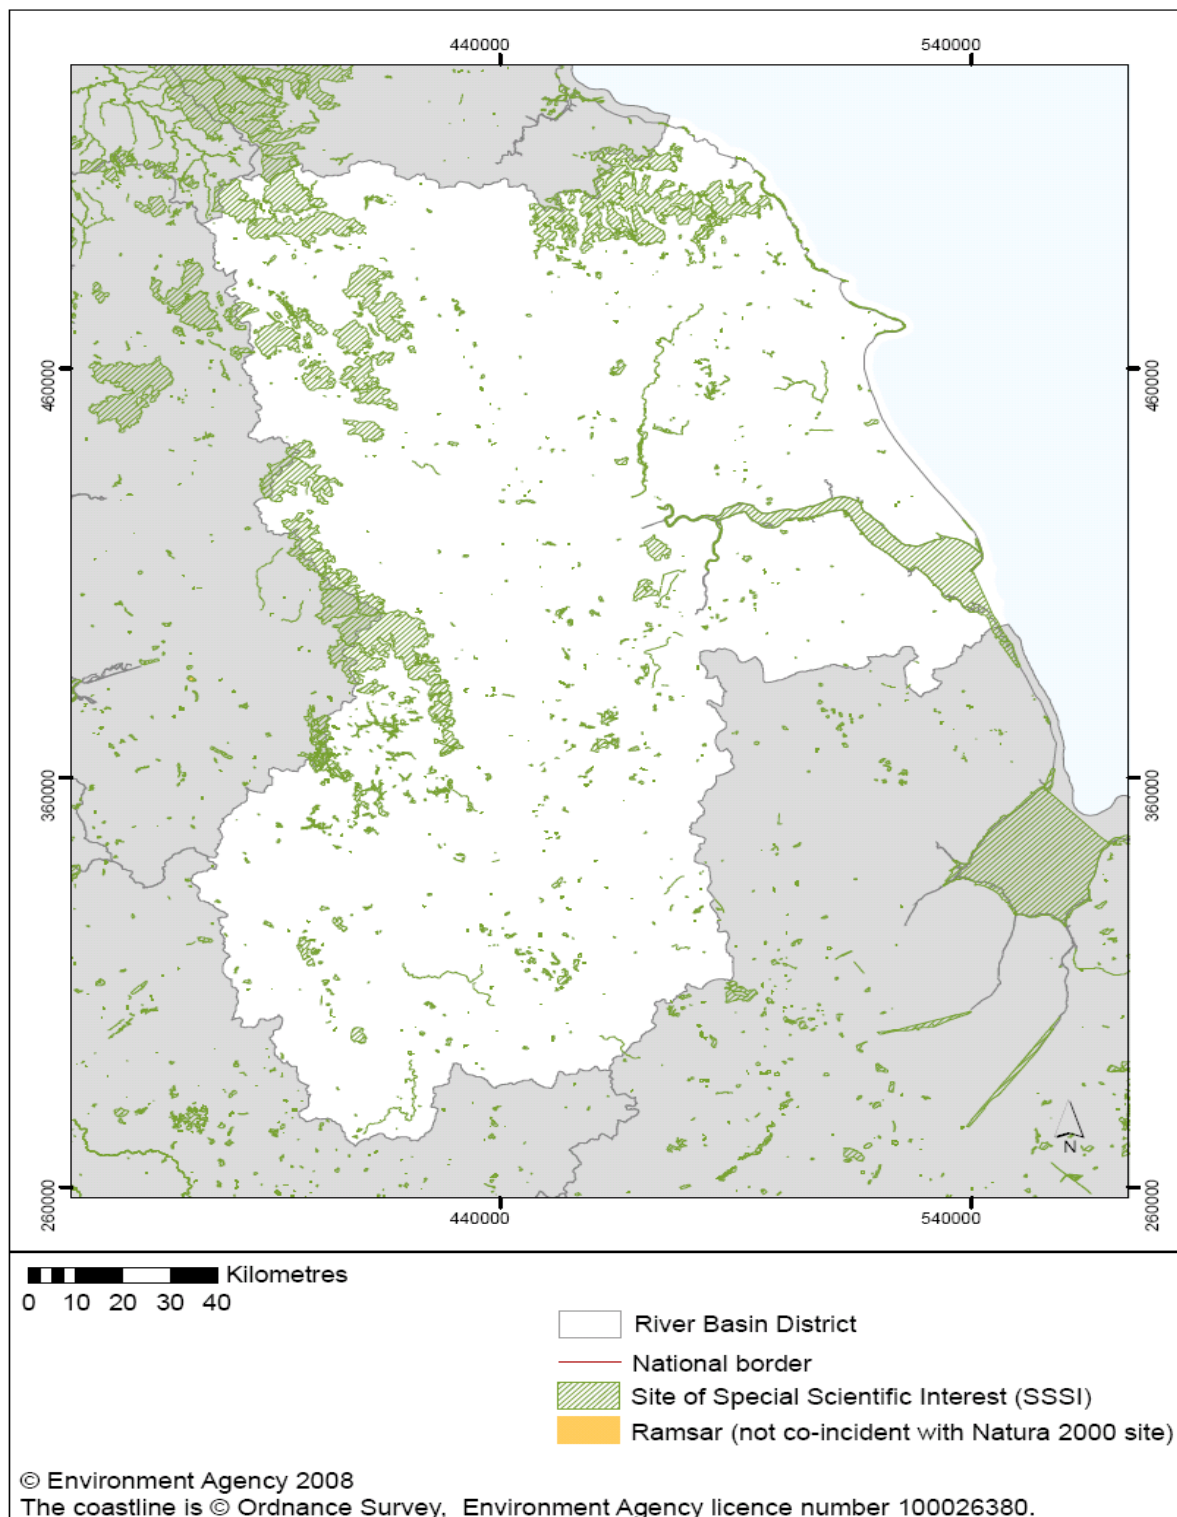 440000 540000
460000 460000
360000 360000
N
260000 260000
440000 540000
Kilometres
0 10 20 30 40
River Basin District
National border
Site of Special Scientific Interest (SSSI)
Ramsar (not co-incident with Natura 2000 site)
© Environment Agency 2008
The coastline is © Ordnance Survey, Environment Agency licence number 100026380.